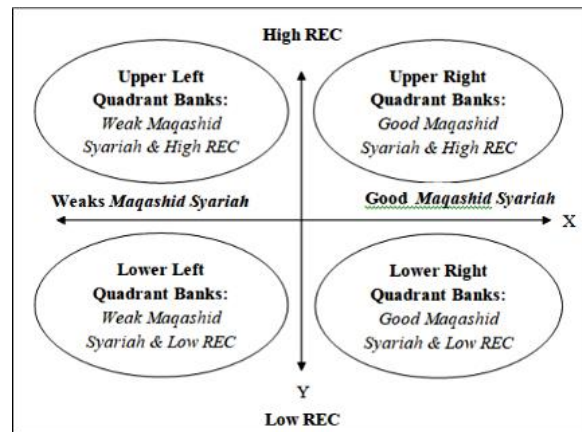 High REC
Upper Left
Quadrant Banks:
Weak Maqashid
Syariah & High REC
Upper Right
Quadrant Banks:
Good Maqashid
Syariah & High REC
Weaks Maqashid Syariah
Good Maqashid Syariah
X
Lower Left
Quadrant Banks:
Weak Maqashid
Syariah & Low REC
Lower Right
Quadrant Banks:
Good Maqashid
Syariah & Low REC
Y
Low REC